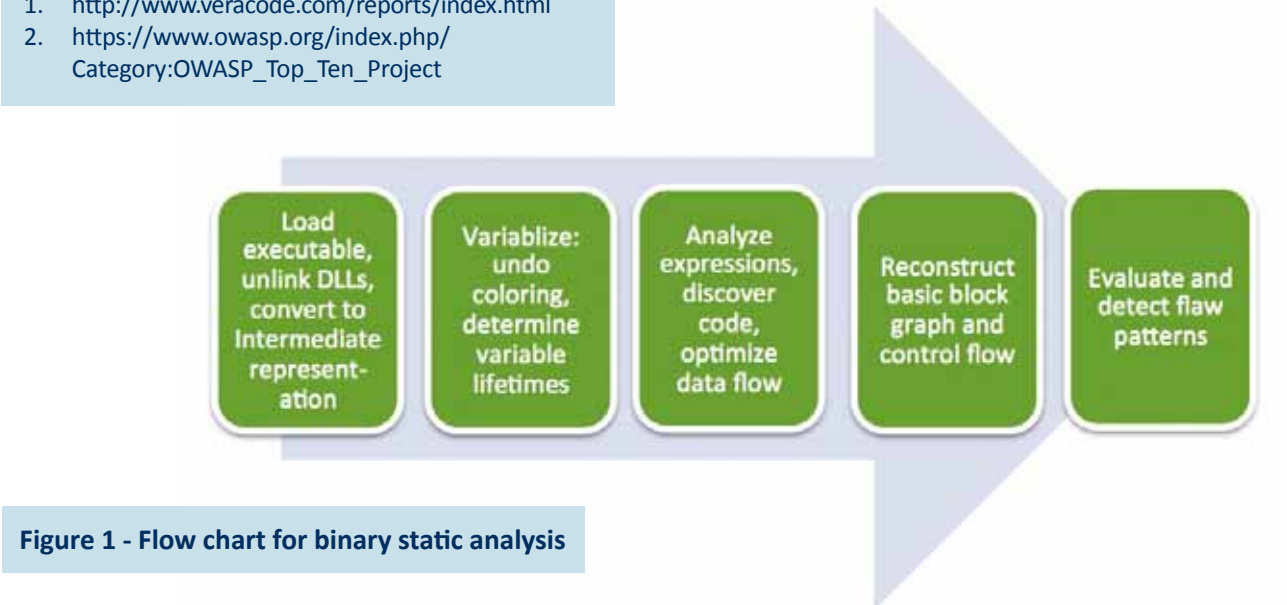 1. http://www.veracode.com/reports/index.html
2. https://www.owasp.org/index.php/
Category:OWASP_Top_Ten_Project
Load
executable,
unlink DLLs,
convert to
Intermediate
represent-
ation
Variablize:
undo
coloring,
determine
variable
lifetimes
Analyze
expressions,
discover
code,
optimize
data flow
Reconstruct
basic block
graph and
control flow
Evaluate and
detect flaw
patterns
Figure 1 - Flow chart for binary static analysis